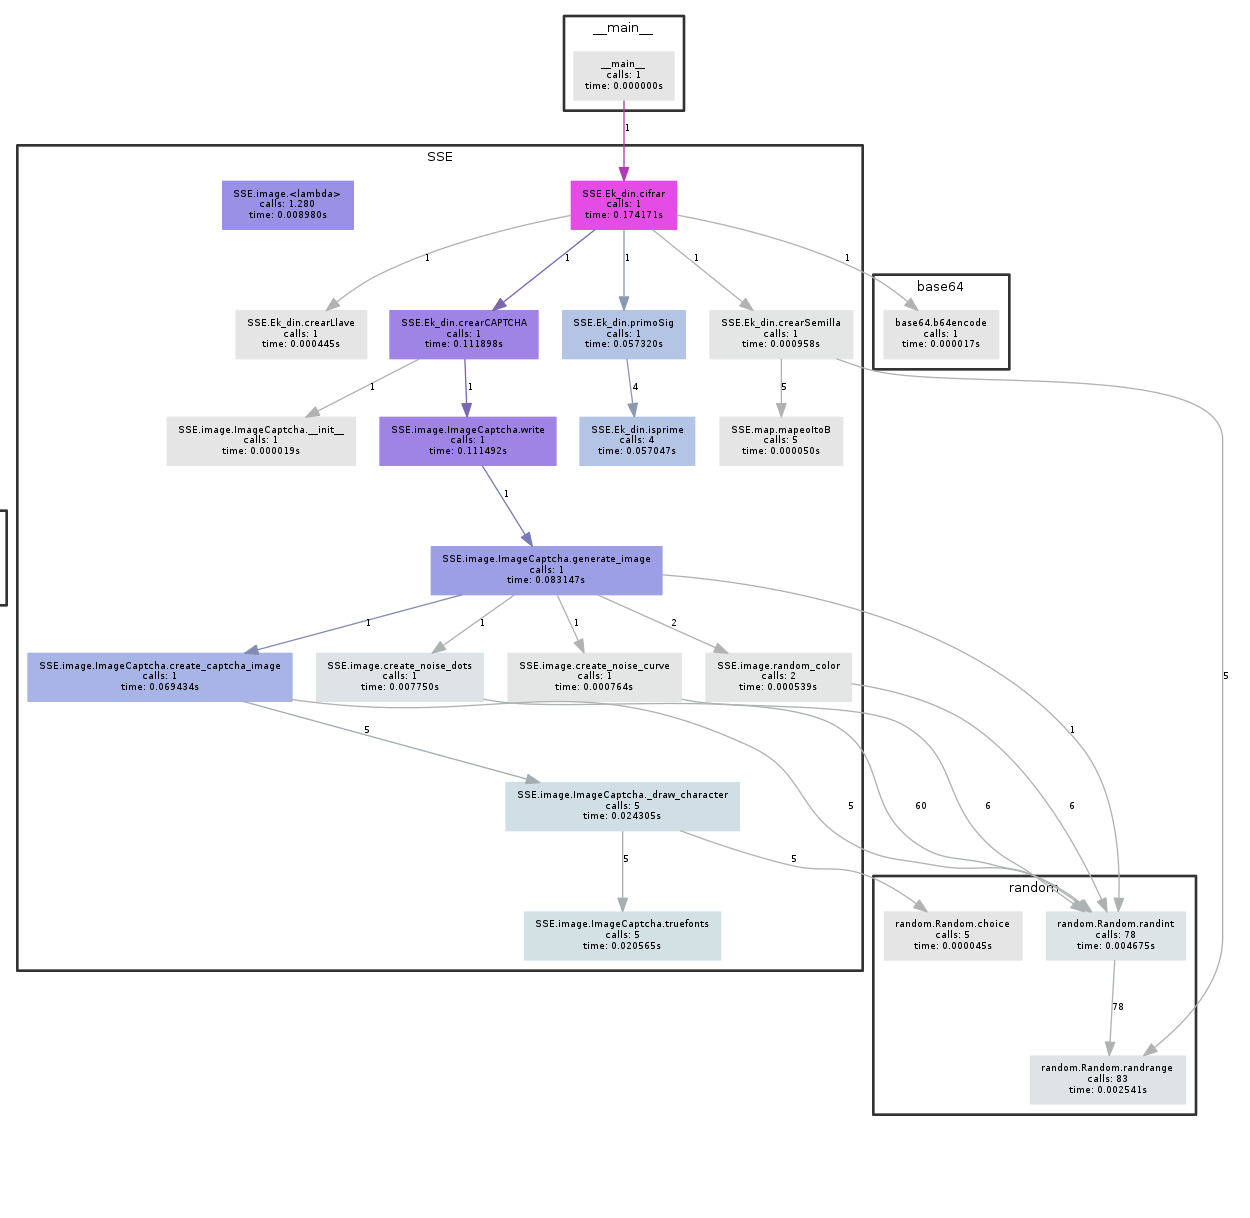 __main__
__main__
calls: 1
time: 0.000000s
1
SSE
SSE.image.<lambda>
calls: 1.280
time: 0.008980s
SSE.Ek_din.cifrar
calls: 1
time: 0.174171s
1
1
1
1
1
base64
SSE.Ek_din.crearLlave
calls: 1
time: 0.000445s
SSE.Ek_din.crearCAPTCHA
calls: 1
time: 0.111898s
SSE.Ek_din.primoSig
calls: 1
time: 0.057320s
SSE.Ek_din.crearSemilla
calls: 1
time: 0.000958s
base64.b64encode
calls: 1
time: 0.000017s
1
1
4
5
SSE.image.ImageCaptcha.__init__
calls: 1
time: 0.000019s
SSE.image.ImageCaptcha.write
calls: 1
time: 0.111492s
SSE.Ek_din.isprime
calls: 4
time: 0.057047s
SSE.map.mapeoItoB
calls: 5
time: 0.000050s
1
SSE.image.ImageCaptcha.generate_image
calls: 1
time: 0.083147s
1
1
1
2
SSE.image.ImageCaptcha.create_captcha_image
calls: 1
time: 0.069434s
SSE.image.create_noise_dots
calls: 1
time: 0.007750s
SSE.image.create_noise_curve
calls: 1
time: 0.000764s
SSE.image.random_color
calls: 2
time: 0.000539s
5
5
1
SSE.image.ImageCaptcha._draw_character
calls: 5
time: 0.024305s
5
60
6
6
5
5
random
SSE.image.ImageCaptcha.truefonts
calls: 5
time: 0.020565s
random.Random.choice
calls: 5
time: 0.000045s
random.Random.randint
calls: 78
time: 0.004675s
78
random.Random.randrange
calls: 83
time: 0.002541s